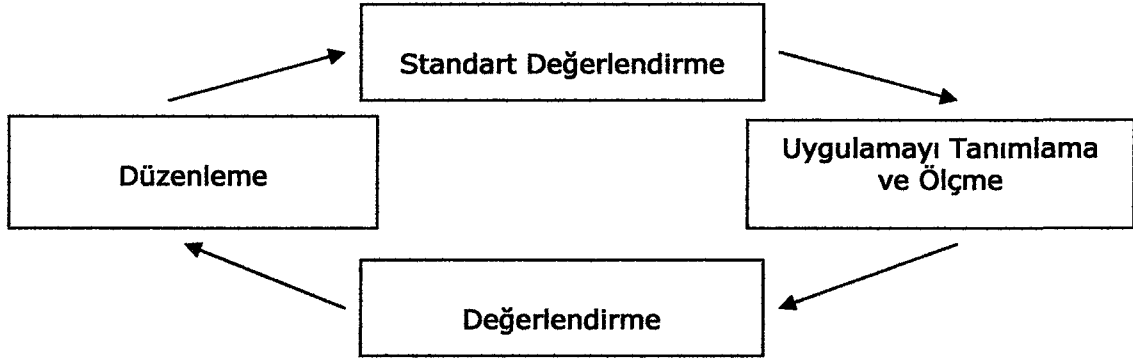 Standart Değerlendirme
Düzenleme
Uygulamayı Tanımlama
ve Ölçme
Değerlendirme